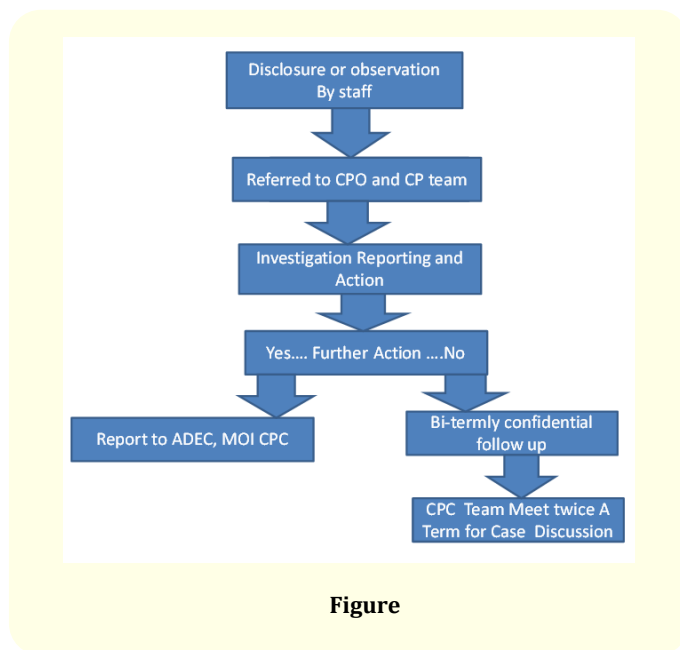 Disclosure or observation
By staff
Referred to CPO and CP team
Investigation Reporting and
Action
Yes.... Further Action ....No
Report to ADEC, MOI CPC
Bi-termly confidential
follow up
CPC  Team Meet twice A
Term for Case  Discussion
Figure